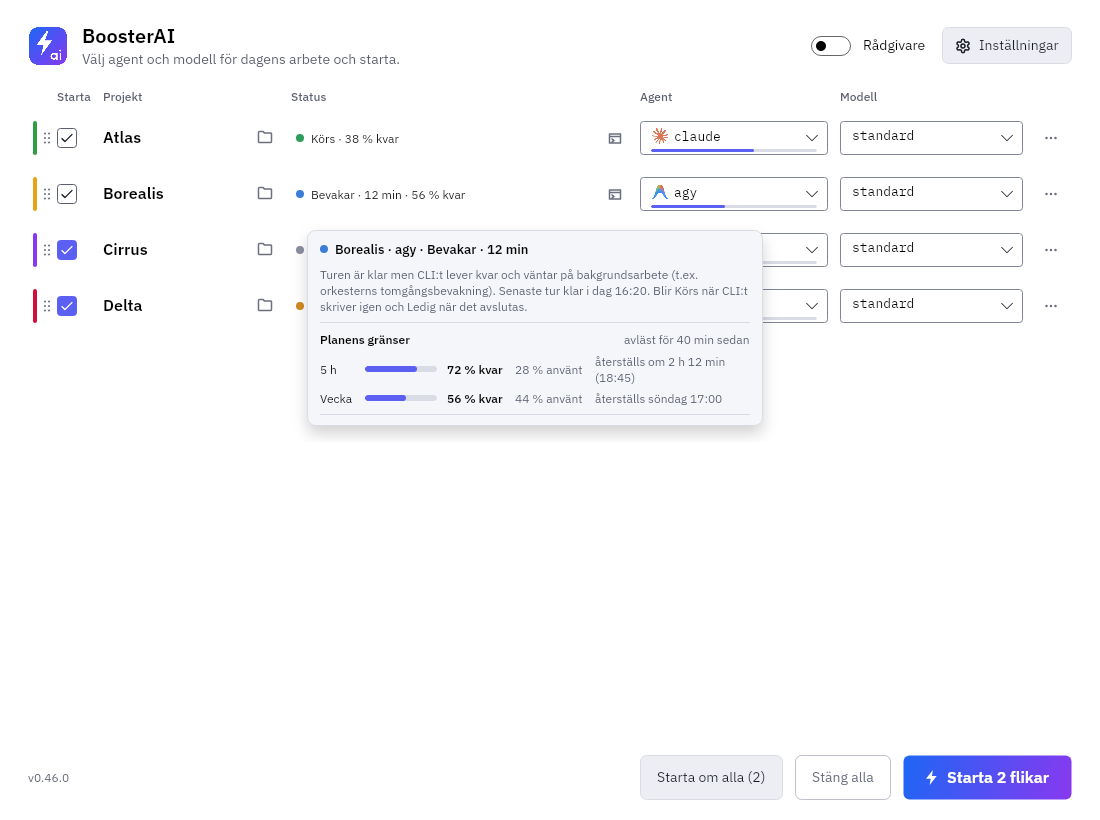 ai
BoosterAI
Välj agent och modell för dagens arbete och starta.
Rådgivare
Inställningar
Starta
Projekt
Status
Agent
Modell
Atlas
Körs · 38 % kvar
claude
standard
Borealis
Bevakar · 12 min · 56 % kvar
agy
standard
Cirrus
standard
Delta
standard
Borealis · agy · Bevakar · 12 min
Turen är klar men CLI:t lever kvar och väntar på bakgrundsarbete (t.ex.
orkesterns tomgångsbevakning). Senaste tur klar i dag 16:20. Blir Körs när CLI:t
skriver igen och Ledig när det avslutas.
Planens gränser
avläst för 40 min sedan
5 h
72 % kvar
28 % använt
återställs om 2 h 12 min
(18:45)
Vecka
56 % kvar
44 % använt
återställs söndag 17:00
v0.46.0
Starta om alla (2)
Stäng alla
Starta 2 flikar